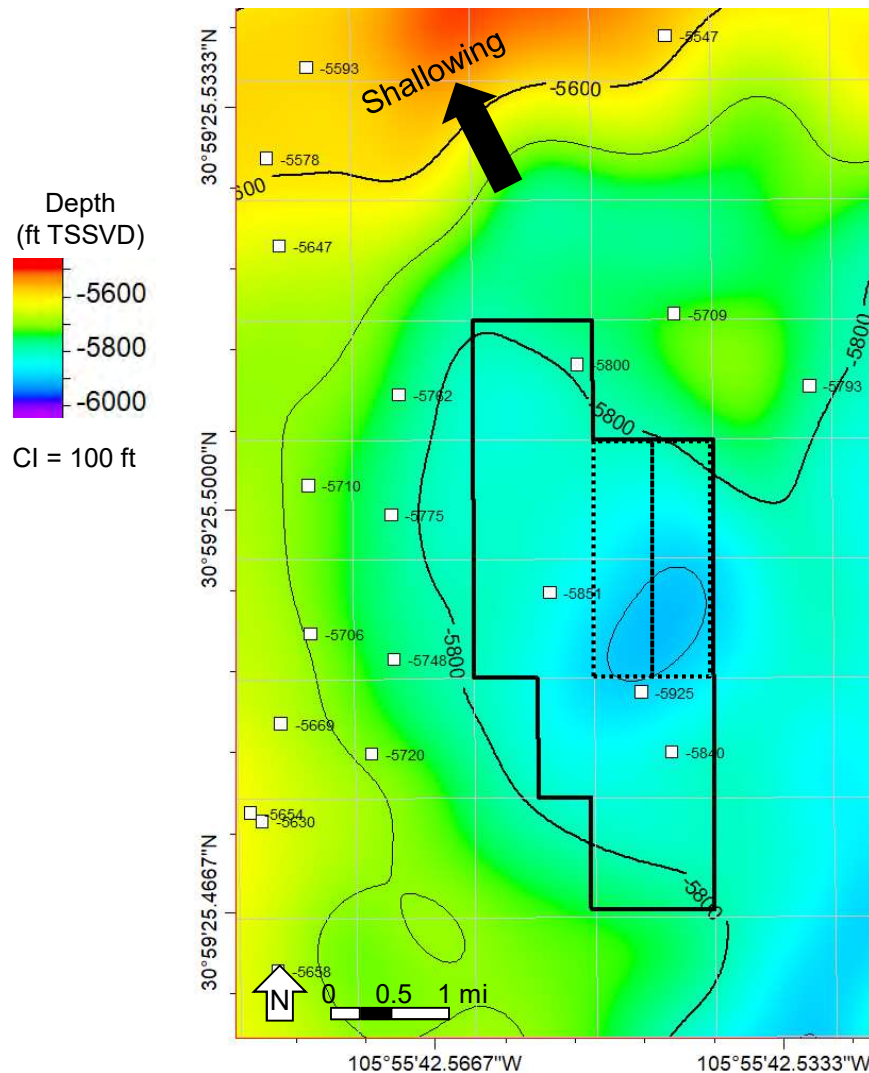 -5547
-5593
Shallowing
-5600
30°59'25.5333"N
-5578
600
-5647
Depth
(ft TSSVD)
-5600
-5800
-6000
CI = 100 ft
-5709
-5800
-5800
-5793
-5762
-5800
-5710
-5775
30°59'25.5000"N
-5851
-5706
-5800
-5748
-5925
-5669
-5720
-5840
-5654
-5630
-5800
30°59'25.4667"N
-5658
N
0 0.5 1 mi
105°55'42.5667"W
105°55'42.5333"W